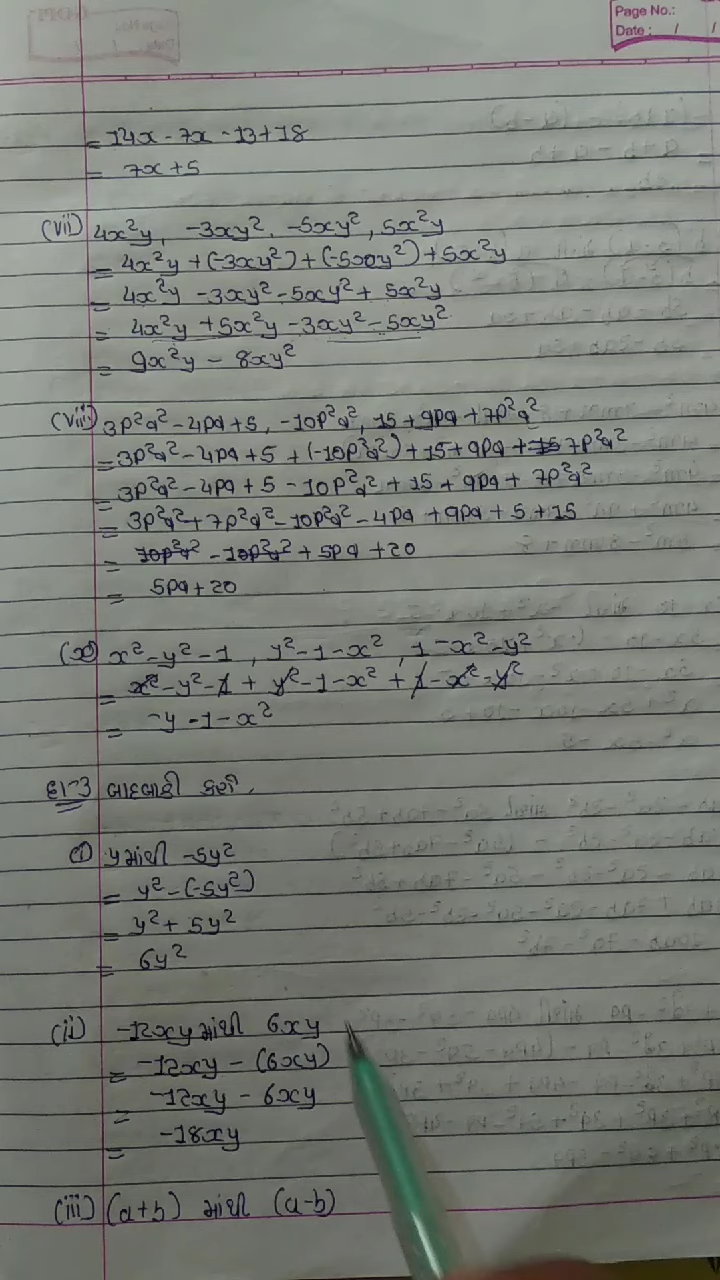 Page No.:
Date: / /
= 14x - 7x - 13 + 18
= 7x + 5
(vii) 4x²y, -3xy², -5xy², 5x²y
= 4x²y + (-3xy²) + (-5xy²) + 5x²y
= 4x²y - 3xy² - 5xy² + 5x²y
= 4x²y + 5x²y - 3xy² - 5xy²
= 9x²y - 8xy²
(viii) 3p²q² - 4pq + 5, -10p²q², 15 + 9pq + 7p²q²
= 3p²q² - 4pq + 5 + (-10p²q²) + 15 + 9pq + 7p²q²
= 3p²q² - 4pq + 5 - 10p²q² + 15 + 9pq + 7p²q²
= 3p²q² + 7p²q² - 10p²q² - 4pq + 9pq + 5 + 15
= 10p²q² - 10p²q² + 5pq + 20
= 5pq + 20
(x) x² - y² - 1, y² - 1 - x², 1 - x² - y²
= x² - y² - 1 + y² - 1 - x² + 1 - x² - y²
= -y - 1 - x²
દા-3 બાદબાકી કરો.
(i) y માંથી -5y²
= y² - (-5y²)
= y² + 5y²
= 6y²
(ii) -12xy માંથી 6xy
= -12xy - (6xy)
= -12xy - 6xy
= -18xy
(iii) (a+b) માંથી (a-b)